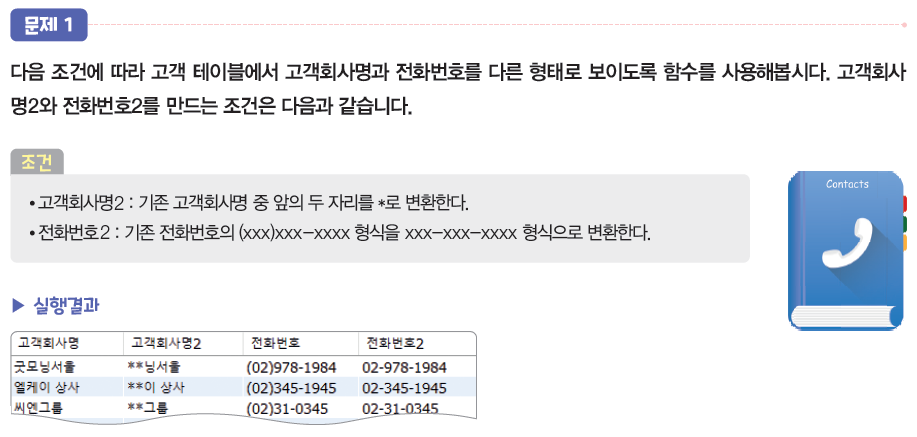 문제 1
다음 조건에 따라 고객 테이블에서 고객회사명과 전화번호를 다른 형태로 보이도록 함수를 사용해봅시다. 고객회사
명2와 전화번호2를 만드는 조건은 다음과 같습니다.
조건
•고객회사명2 : 기존 고객회사명 중 앞의 두 자리를 *로 변환한다.
•전화번호2 : 기존 전화번호의 (xxx)xxx-xxxx 형식을 xxx-xxx-xxxx 형식으로 변환한다.
Contacts
▶ 실행결과
고객회사명 고객회사명2 전화번호 전화번호2
굿모닝서울 **닝서울 (02)978-1984 02-978-1984
엘케이 상사 **이 상사 (02)345-1945 02-345-1945
씨엔그룹 **그룹 (02)31-0345 02-31-0345